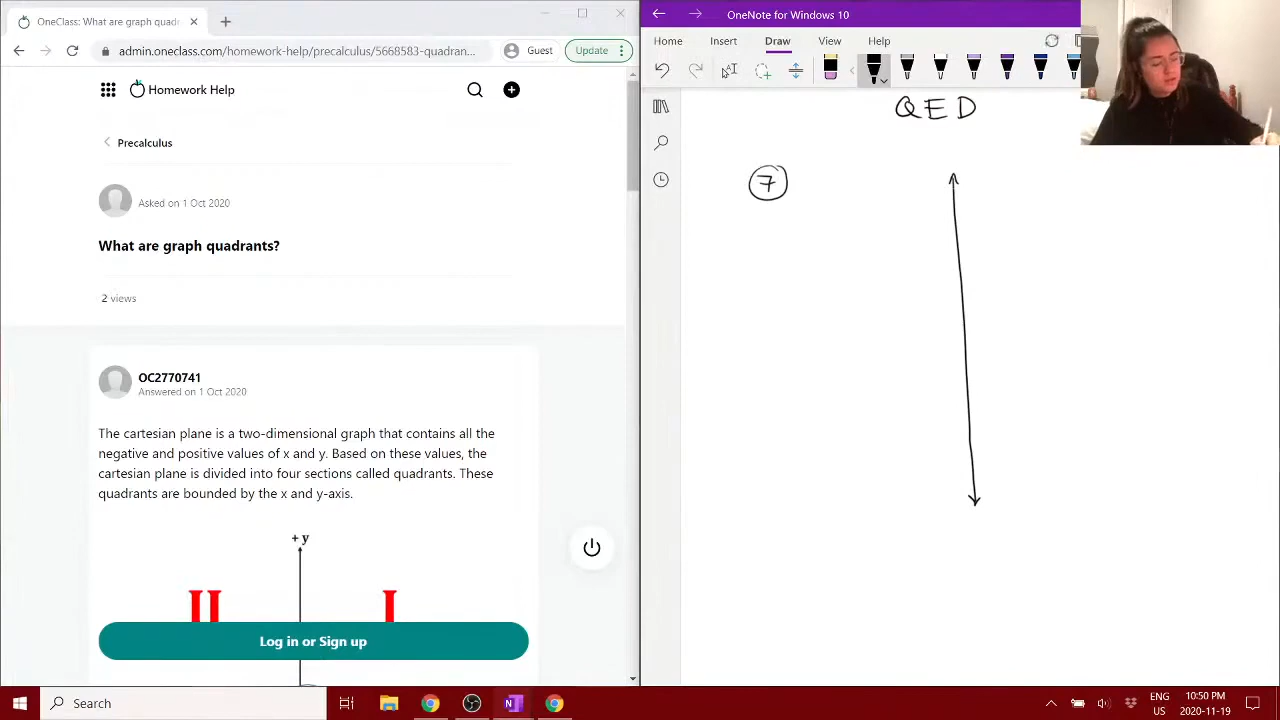 OneClass: What are graph quadr
OneNote for Windows 10
admin.oneclass.com/homework-help/precalculus/5668583-quadran...
Guest
Update
Home
Insert
Draw
View
Help
Homework Help
Precalculus
Asked on 1 Oct 2020
What are graph quadrants?
2 views
OC2770741
Answered on 1 Oct 2020
The cartesian plane is a two-dimensional graph that contains all the
negative and positive values of x and y. Based on these values, the
cartesian plane is divided into four sections called quadrants. These
quadrants are bounded by the x and y-axis.
+ y
II
I
Log in or Sign up
QED
7
Search
ENG
US
10:50 PM
2020-11-19